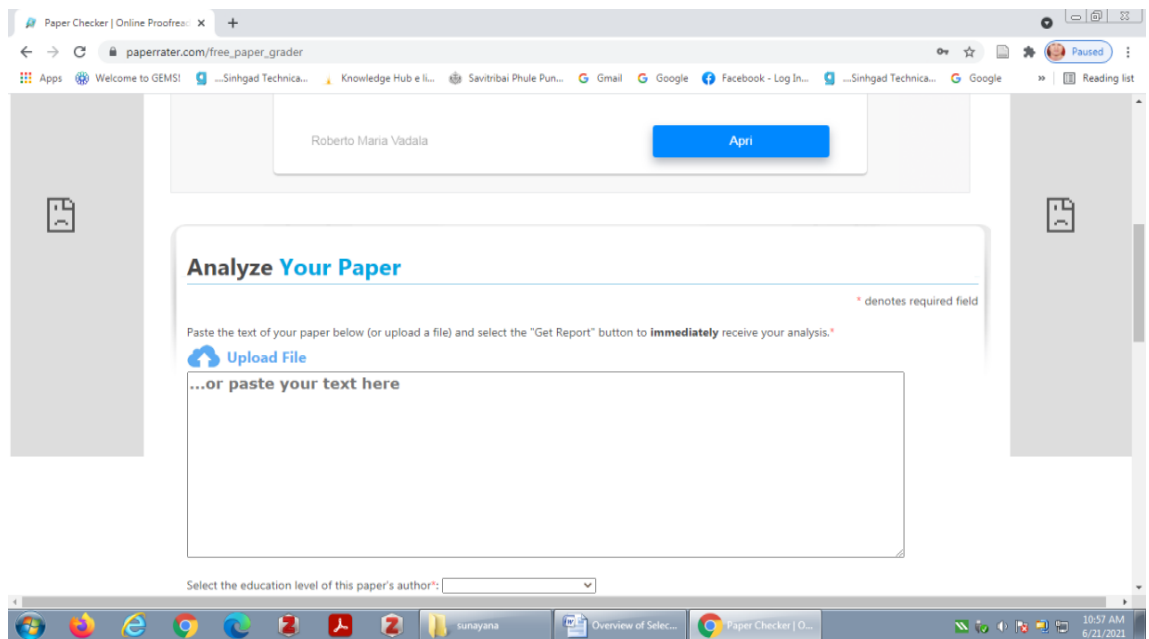 Paper Checker | Online Proofreac
paperrater.com/free_paper_grader
Paused
Apps
Welcome to GEMS!
....Sinhgad Technica...
Knowledge Hub e li...
Savitribai Phule Pun...
Gmail
Google
Facebook - Log In...
....Sinhgad Technica...
Google
»
Reading list
Roberto Maria Vadala
Apri
Analyze Your Paper
* denotes required field
Paste the text of your paper below (or upload a file) and select the "Get Report" button to immediately receive your analysis.*
Upload File
...or paste your text here
Select the education level of this paper's author*:
sunayana
Overview of Selec...
Paper Checker | O...
10:57 AM
6/21/2021